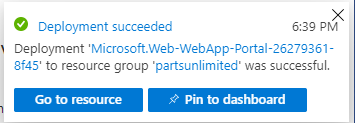 Deployment succeeded 6:39 PM
Deployment 'Microsoft.Web-WebApp-Portal-26279361-
8f45' to resource group 'partsunlimited' was successful.
Go to resource Pin to dashboard